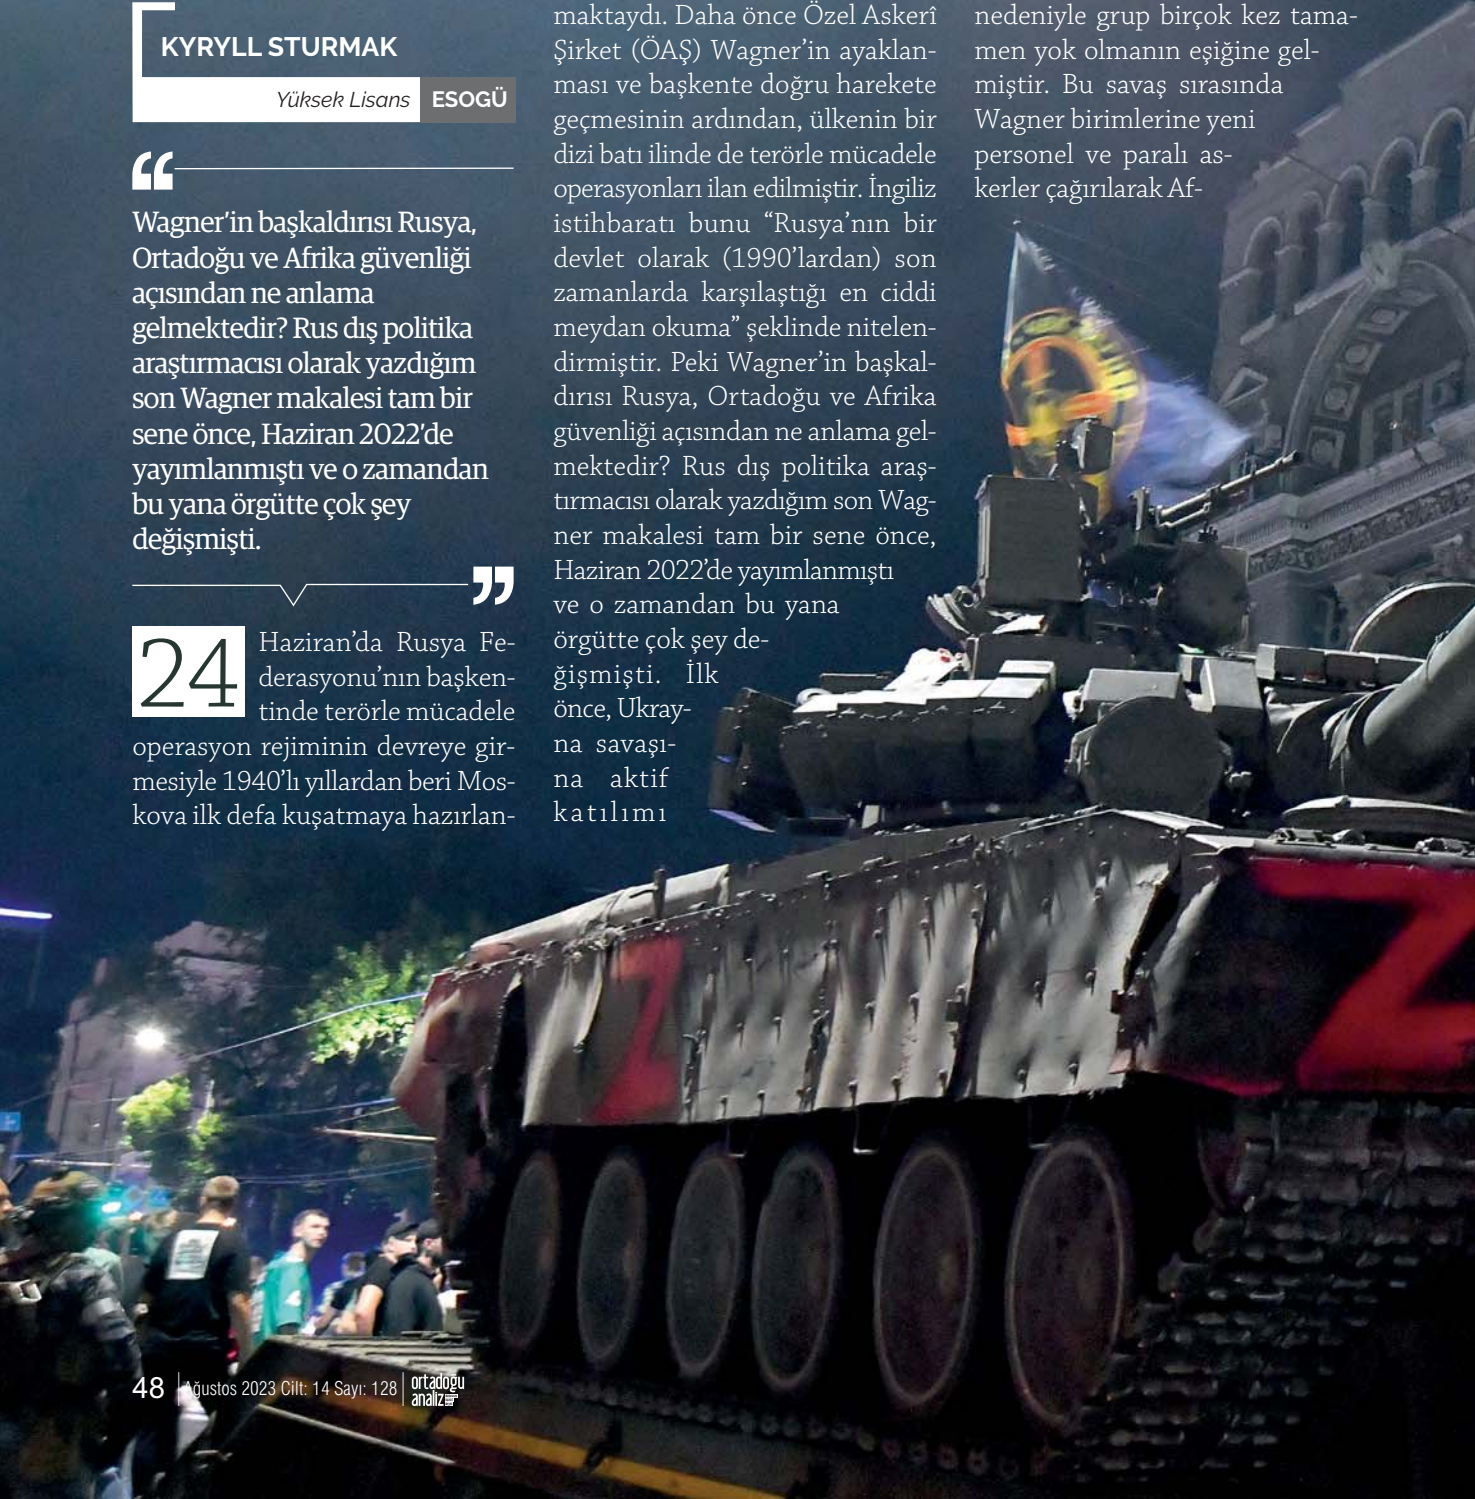 KYRYLL STURMAK
Yüksek Lisans ESOGÜ
“
Wagner’in başkaldırısı Rusya,
Ortadoğu ve Afrika güvenliği
açısından ne anlama
gelmektedir? Rus dış politika
araştırmacısı olarak yazdığım
son Wagner makalesi tam bir
sene önce, Haziran 2022’de
yayımlanmıştı ve o zamandan
bu yana örgütte çok şey
değişmişti.
”
24 Haziran’da Rusya Fe-
derasyonu’nın başken-
tinde terörle mücadele
operasyon rejiminin devreye gir-
mesiyle 1940’lı yıllardan beri Mos-
kova ilk defa kuşatmaya hazırlan-
maktaydı. Daha önce Özel Askerî
Şirket (ÖAŞ) Wagner’in ayaklan-
ması ve başkente doğru harekete
geçmesinin ardından, ülkenin bir
dizi batı ilinde de terörle mücadele
operasyonları ilan edilmiştir. İngiliz
istihbaratı bunu “Rusya’nın bir
devlet olarak (1990’lardan) son
zamanlarda karşılaştığı en ciddi
meydan okuma” şeklinde nitelen-
dirmiştir. Peki Wagner’in başkal-
dırısı Rusya, Ortadoğu ve Afrika
güvenliği açısından ne anlama gel-
mektedir? Rus dış politika araş-
tırmacısı olarak yazdığım son Wag-
ner makalesi tam bir sene önce,
Haziran 2022’de yayımlanmıştı
ve o zamandan bu yana
örgütte çok şey de-
ğişmişti. İlk
önce, Ukray-
na savaşı-
na aktif
katılımı
nedeniyle grup birçok kez tama-
men yok olmanın eşiğine gel-
miştir. Bu savaş sırasında
Wagner birimlerine yeni
personel ve paralı as-
kerler çağırılarak Af-
Z
Z
48 Ağustos 2023 Cilt: 14 Sayı: 128 ortadoğu
analiz